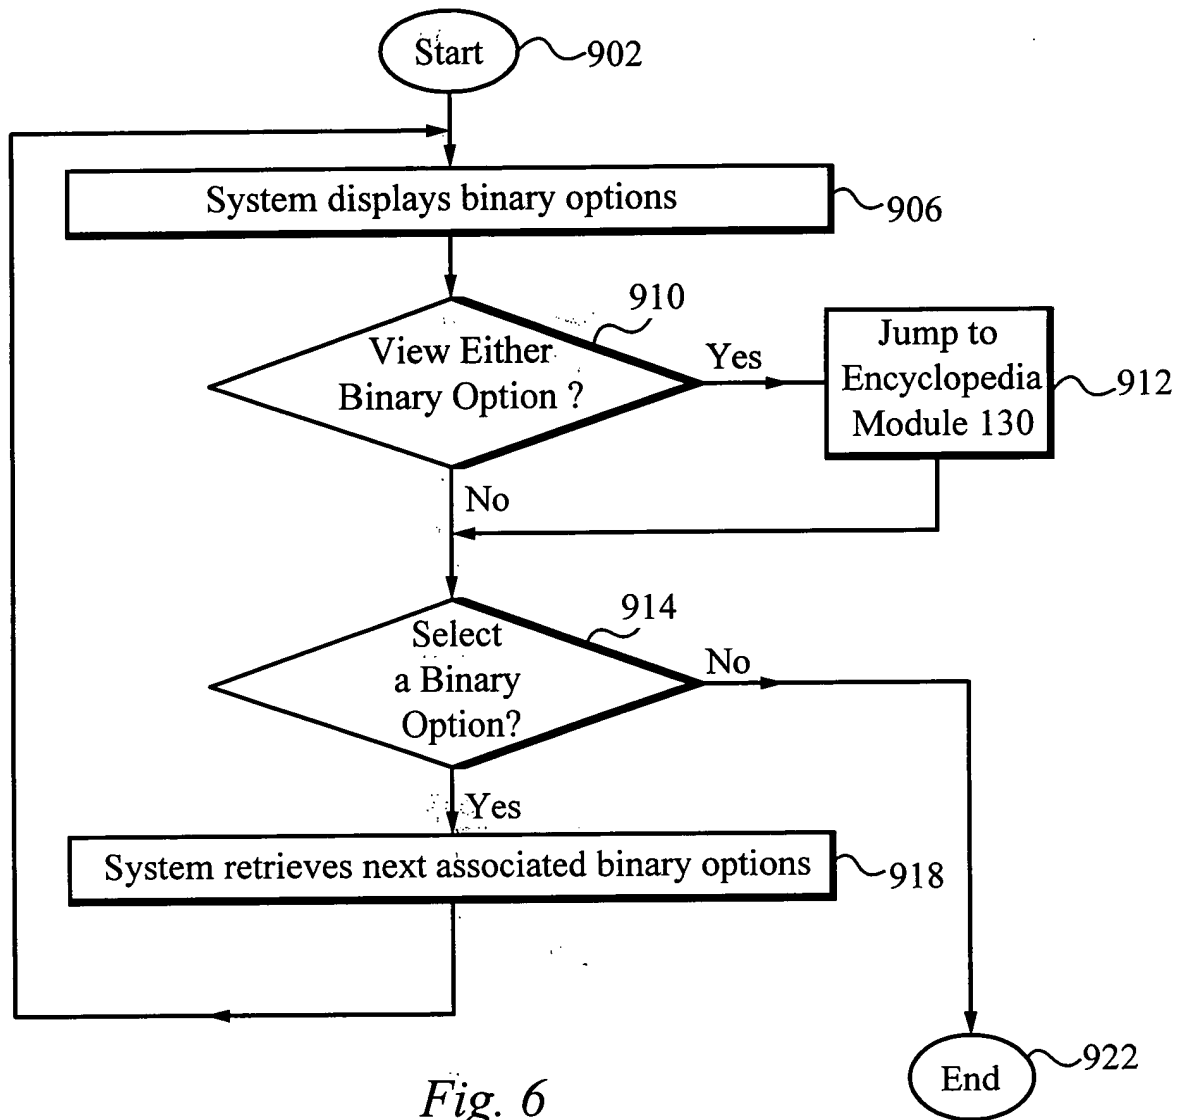 Start
902
System displays binary options
906
910
View Either
Binary Option ?
Yes
Jump to
Encyclopedia
Module 130
912
No
914
Select
a Binary
Option?
No
Yes
System retrieves next associated binary options
918
End
922
Fig. 6